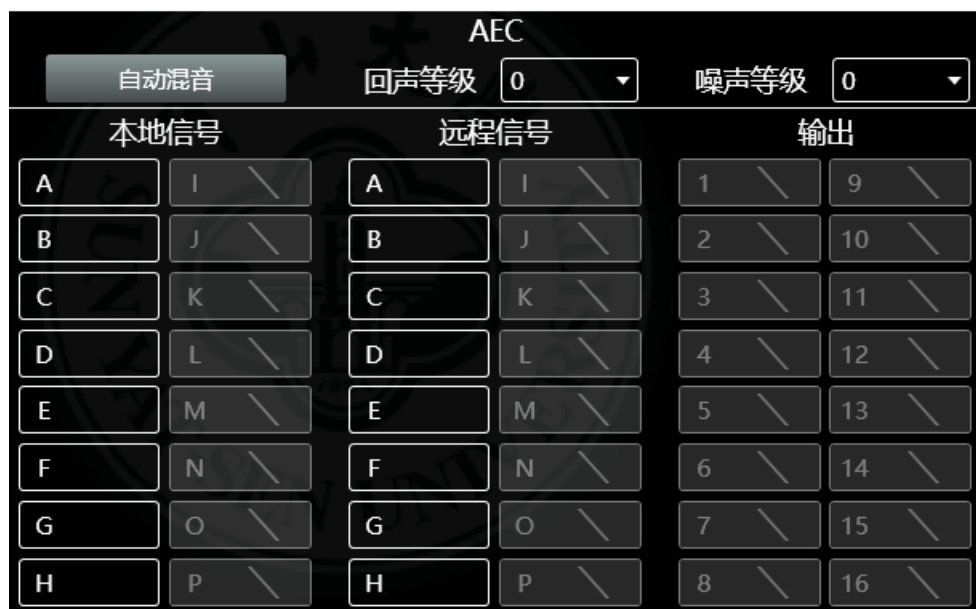 AEC
自动混音 回声等级 0 噪声等级 0
本地信号 远程信号 输出
A I A I 1 9
B J B J 2 10
C K C K 3 11
D L D L 4 12
E M E M 5 13
F N F N 6 14
G O G O 7 15
H P H P 8 16